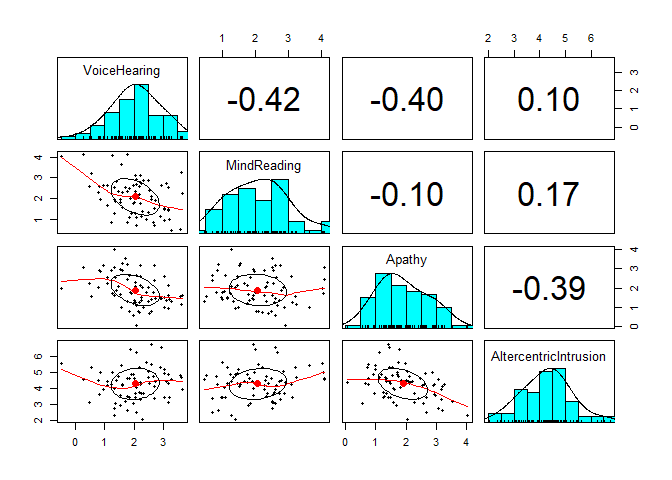 1 2 3 4
2 3 4 5 6
VoiceHearing
-0.42
-0.40
0.10
0 1 2 3
1 2 3 4
MindReading
-0.10
0.17
Apathy
-0.39
0 1 2 3 4
2 3 4 5 6
AltercentricIntrusion
0 1 2 3
0 1 2 3 4